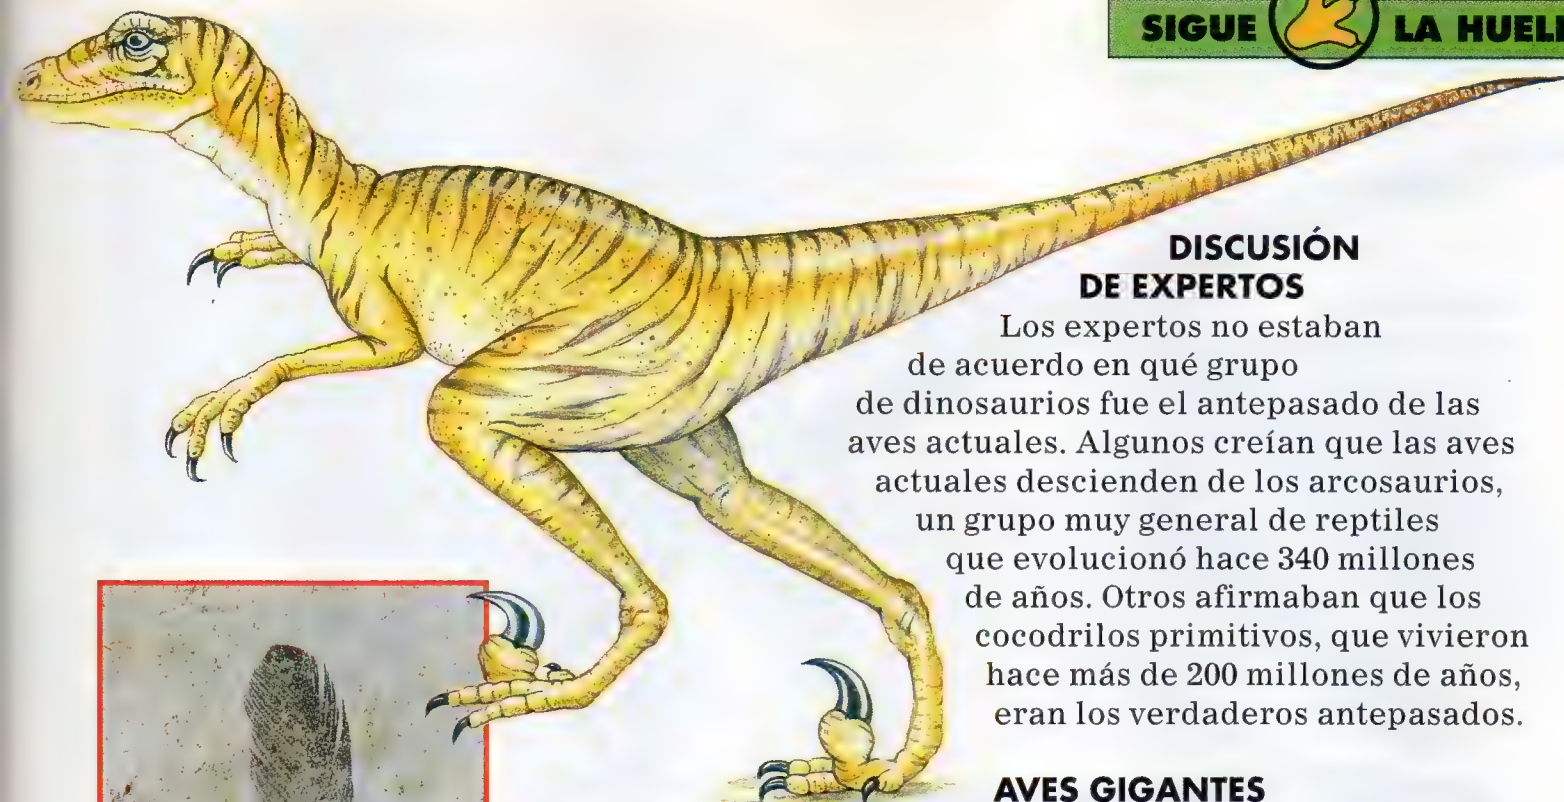 SIGUE LA HUELL
DISCUSIÓN
DE EXPERTOS
Los expertos no estaban
de acuerdo en qué grupo
de dinosaurios fue el antepasado de las
aves actuales. Algunos creían que las aves
actuales descienden de los arcosaurios,
un grupo muy general de reptiles
que evolucionó hace 340 millones
de años. Otros afirmaban que los
cocodrilos primitivos, que vivieron
hace más de 200 millones de años,
eran los verdaderos antepasados.
AVES GIGANTES